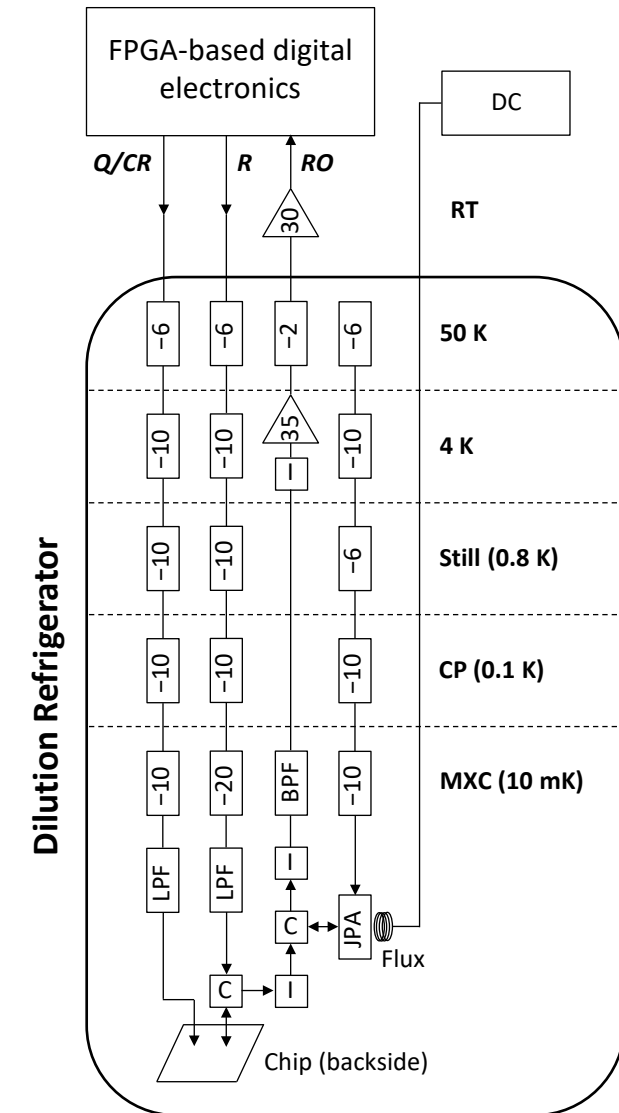 FPGA-based digital
electronics
DC
Q/CR
R
RO
30
RT
−6
−6
−2
−6
50 K
−10
−10
35
I
−10
4 K
−10
−10
−6
Still (0.8 K)
−10
−10
−10
CP (0.1 K)
−10
−20
BPF
−10
MXC (10 mK)
LPF
LPF
I
C
JPA
Flux
C
I
Chip (backside)
Dilution Refrigerator